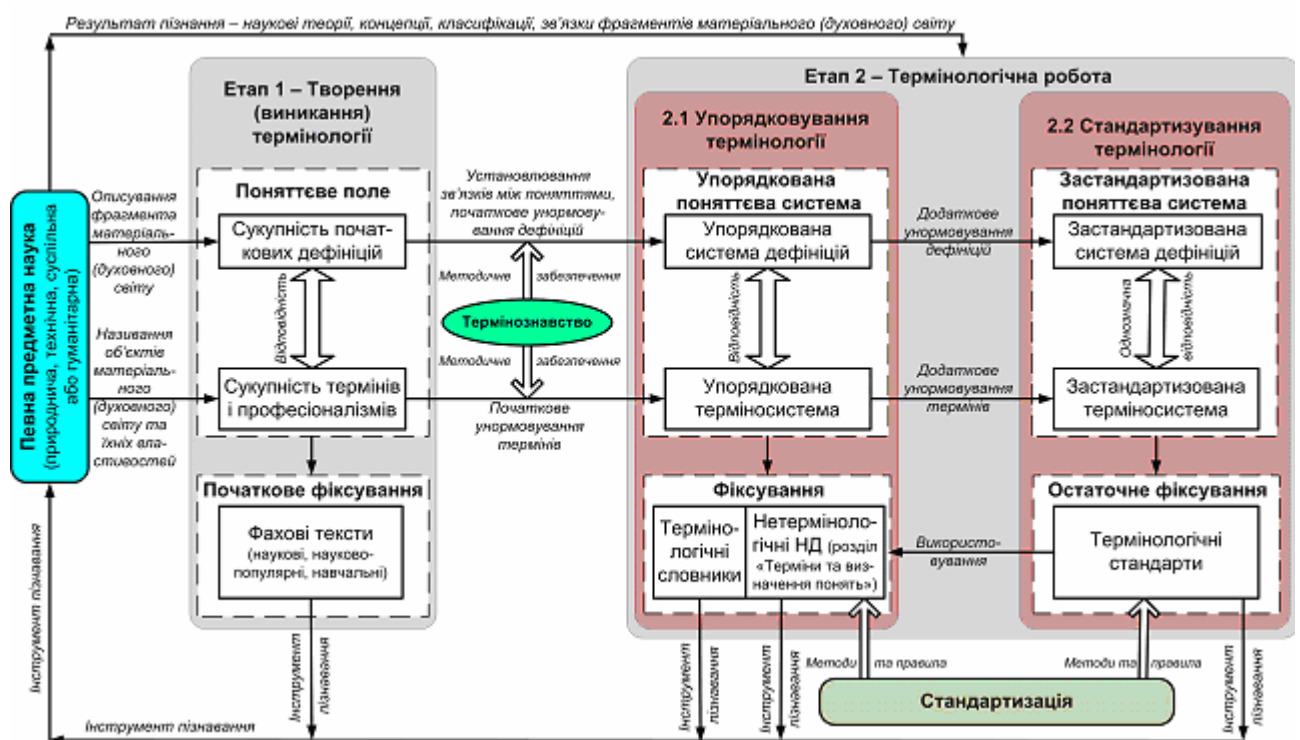 Результат пізнання – наукові теорії, концепції, класифікації, зв'язки фрагментів матеріального (духовного) світу
Етап 1 – Творення
(виникання)
термінології
Етап 2 – Термінологічна робота
2.1 Упорядковування
термінології
2.2 Стандартизування
термінології
Певна предметна наука
(природнича, технічна, суспільна
або гуманітарна)
Описування
фрагмента
матеріаль-
ного
(духовного)
світу
Називання
об'єктів
матеріаль-
ного
(духовного)
світу та
їхніх вла-
стивостей
Поняттєве поле
Сукупність почат-
кових дефініцій
Відповідність
Сукупність термінів
і професіоналізмів
Установлювання
зв'язків між поняттями,
початкове унормову-
вання дефініцій
Методичне забезпечення
Термінознавство
Методичне забезпечення
Початкове
унормовування
термінів
Упорядкована
поняттєва система
Упорядкована
система дефініцій
Відповідність
Упорядкована
терміносистема
Додаткове
унормовування
дефініцій
Додаткове
унормовування
термінів
Застандартизована
поняттєва система
Застандартизована
система дефініцій
Однозначна
відповідність
Застандартизована
терміносистема
Початкове фіксування
Фахові тексти
(наукові, науково-
популярні, навчальні)
Фіксування
Терміно-
логічні
словники
Нетерміноло-
гічні НД (розділ
«Терміни та виз-
начення понять»)
Використо-
вування
Остаточне фіксування
Термінологічні
стандарти
Інструмент пізнавання
Інструмент
пізнавання
Інструмент
пізнавання
Інструмент
пізнавання
Методи та правила
Методи та правила
Інструмент
пізнавання
Стандартизація
Інструмент пізнавання